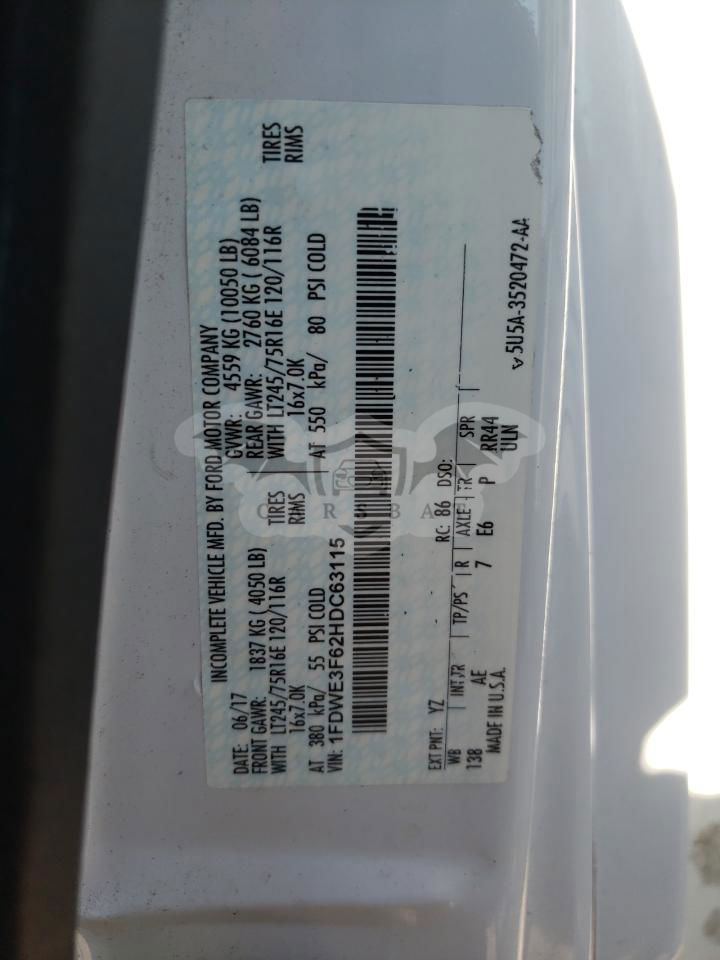 INCOMPLETE VEHICLE MFD. BY FORD MOTOR COMPANY
DATE: 06/17 GVWR: 4559 KG (10050 LB)
FRONT GAWR: 1837 KG ( 4050 LB) REAR GAWR: 2760 KG ( 6084 LB)
WITH LT245/75R16E 120/116R TIRES WITH LT245/75R16E 120/116R TIRES
16x7.0K RIMS 16x7.0K RIMS
AT 380 kPa/ 55 PSI COLD AT 550 kPa/ 80 PSI COLD
VIN: 1FDWE3F62HDC63115
EXT PNT: YZ RC: 86 DSO:
WB INT TR TP/PS R AXLE TR SPR
138 AE 7 E6 P RR44
MADE IN U.S.A. ULN
5U5A-3520472-AA